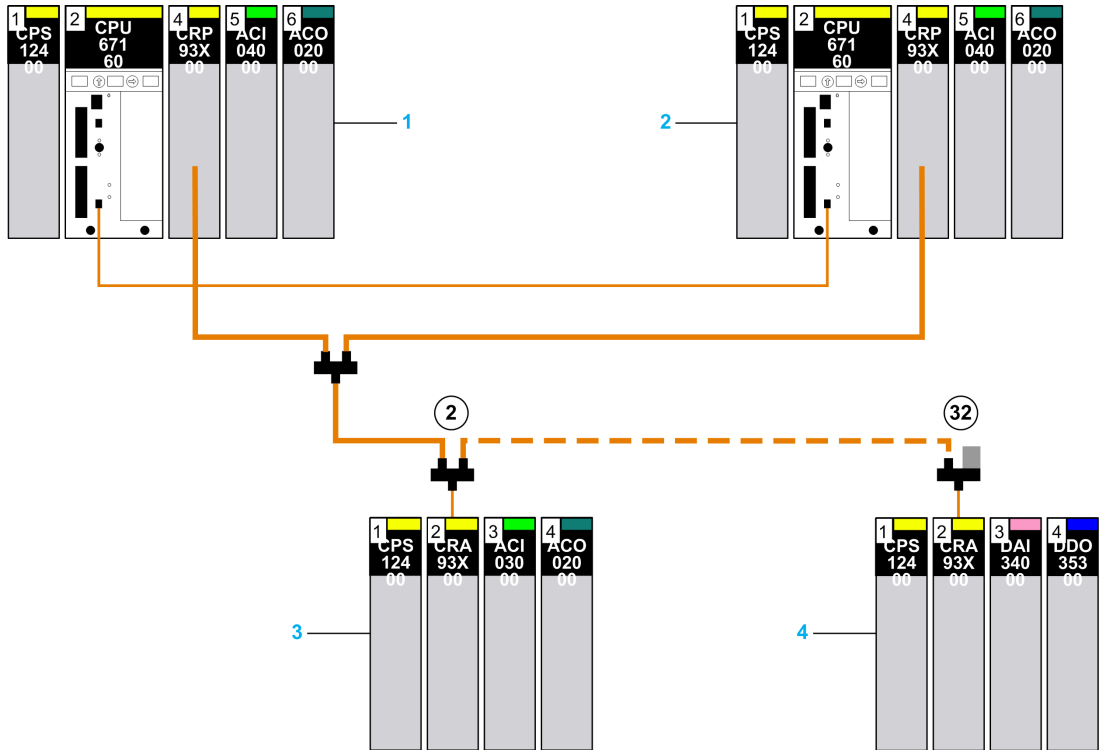 1 2 4 5 6
CPS CPU CRP ACI ACO
124 671 93X 040 020
00 60 00 00 00
1 2 4 5 6
CPS CPU CRP ACI ACO
124 671 93X 040 020
00 60 00 00 00
1
2
2
32
1 2 3 4
CPS CRA ACI ACO
124 93X 030 020
00 00 00 00
1 2 3 4
CPS CRA DAI DDO
124 93X 340 353
00 00 00 00
3
4